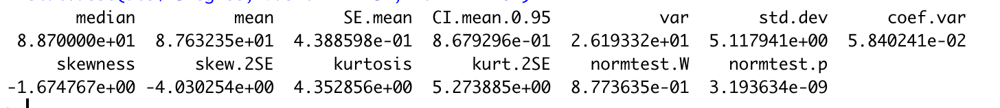 median mean SE.mean CI.mean.0.95 var std.dev coef.var
8.870000e+01 8.763235e+01 4.388598e-01 8.679296e-01 2.619332e+01 5.117941e+00 5.840241e-02
skewness skew.2SE kurtosis kurt.2SE normtest.W normtest.p
-1.674767e+00 -4.030254e+00 4.352856e+00 5.273885e+00 8.773635e-01 3.193634e-09